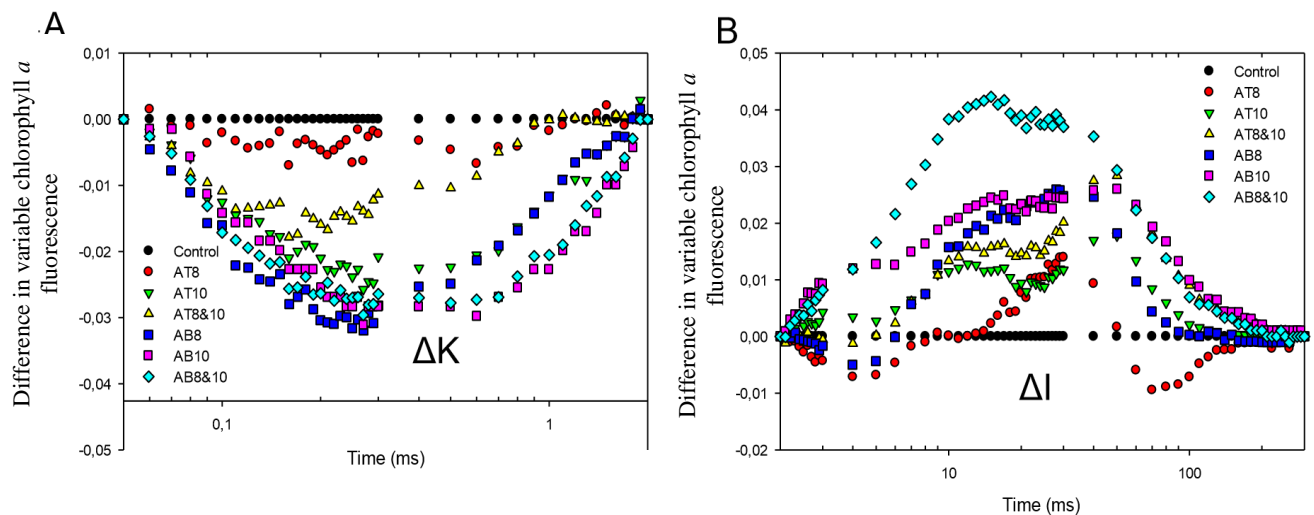 A
Difference in variable chlorophyll a
fluorescence
0,01
0,00
-0,01
-0,02
-0,03
-0,04
-0,05
Control
AT8
AT10
AT8&10
AB8
AB10
AB8&10
ΔK
0,1
1
Time (ms)
B
Difference in variable chlorophyll a
fluorescence
0,05
0,04
0,03
0,02
0,01
0,00
-0,01
-0,02
Control
AT8
AT10
AT8&10
AB8
AB10
AB8&10
ΔI
10
100
Time (ms)